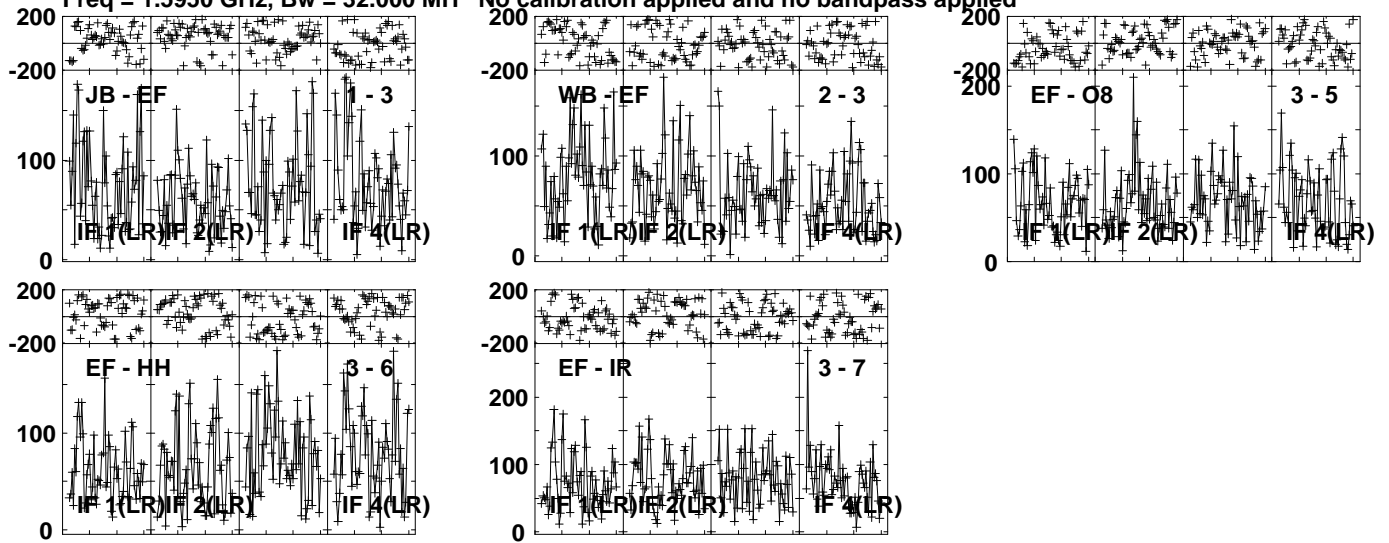 Freq = 1.5950 GHz, Bw = 32.000 MH No calibration applied and no bandpass applied
200 200 200
-200 -200
JB - EF 1 - 3 WB - EF 2 - 3 200 EF - O8 3 - 5
100 100 100
IF 1(LR) IF 2(LR) IF 4(LR) IF 1(LR) IF 2(LR) IF 4(LR) IF 1(LR) IF 2(LR) IF 4(LR)
0 0 0
200 200
-200 -200
EF - HH 3 - 6 EF - IR 3 - 7
200
100 100
IF 1(LR) IF 2(LR) IF 4(LR) IF 1(LR) IF 2(LR) IF 4(LR)
0 0